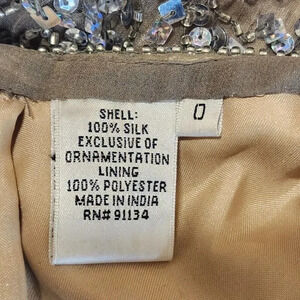 SHELL:
100% SILK
EXCLUSIVE OF
ORNAMENTATION
LINING
100% POLYESTER
MADE IN INDIA
RN# 91134
0